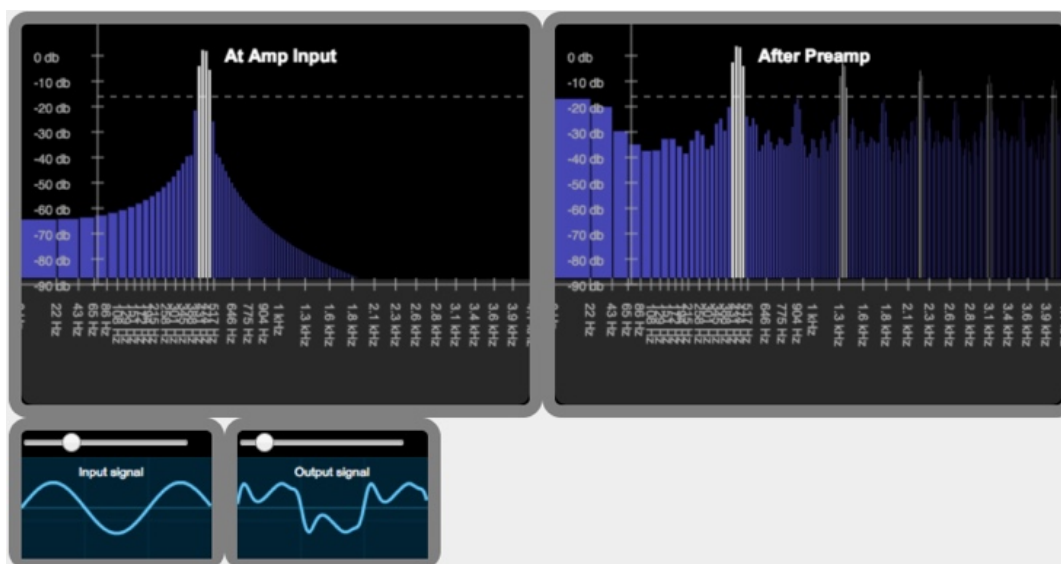 At Amp Input
0 db
-10 db
-20 db
-30 db
-40 db
-50 db
-60 db
-70 db
-80 db
-90 db
22 Hz
43 Hz
65 Hz
86 Hz
517 Hz
646 Hz
775 Hz
904 Hz
1 kHz
1.3 kHz
1.6 kHz
1.8 kHz
2.1 kHz
2.3 kHz
2.6 kHz
2.8 kHz
3.1 kHz
3.4 kHz
3.6 kHz
3.9 kHz
After Preamp
0 db
-10 db
-20 db
-30 db
-40 db
-50 db
-60 db
-70 db
-80 db
-90 db
22 Hz
43 Hz
65 Hz
86 Hz
517 Hz
646 Hz
775 Hz
904 Hz
1 kHz
1.3 kHz
1.6 kHz
1.8 kHz
2.1 kHz
2.3 kHz
2.6 kHz
2.8 kHz
3.1 kHz
3.4 kHz
3.6 kHz
3.9 kHz
Input signal
Output signal